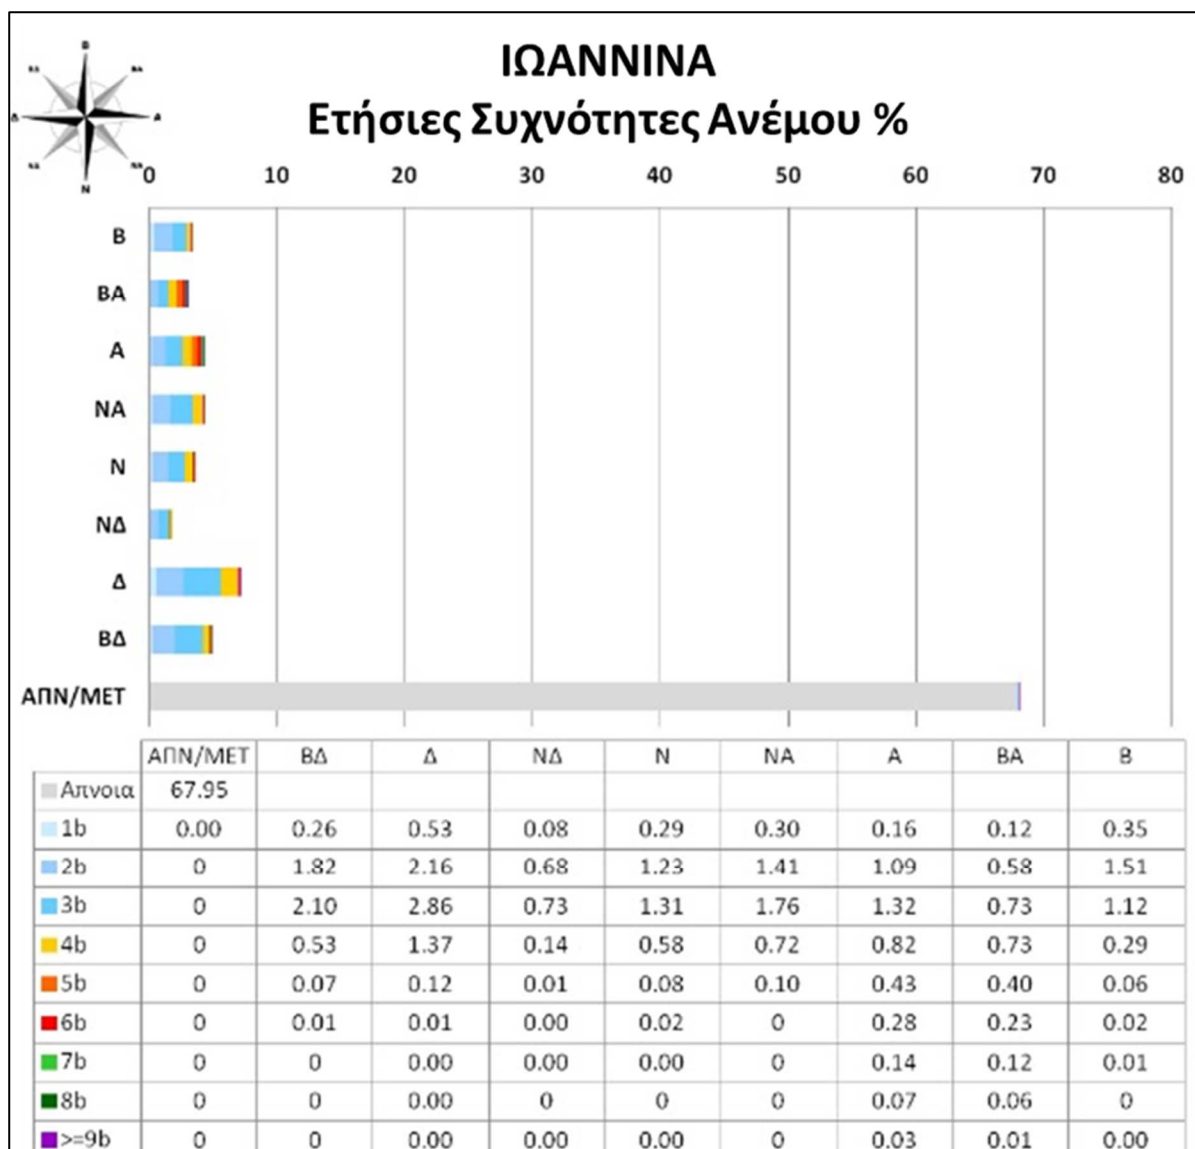 ΙΩΑΝΝΙΝΑ
Ετήσιες Συχνότητες Ανέμου %
Β
Δ Α
Ν
0 10 20 30 40 50 60 70 80
Β
ΒΑ
Α
ΝΑ
Ν
ΝΔ
Δ
ΒΔ
ΑΠΝ/ΜΕΤ
ΑΠΝ/ΜΕΤ ΒΔ Δ ΝΔ Ν ΝΑ Α ΒΑ Β
Απνοια 67.95
1b 0.00 0.26 0.53 0.08 0.29 0.30 0.16 0.12 0.35
2b 0 1.82 2.16 0.68 1.23 1.41 1.09 0.58 1.51
3b 0 2.10 2.86 0.73 1.31 1.76 1.32 0.73 1.12
4b 0 0.53 1.37 0.14 0.58 0.72 0.82 0.73 0.29
5b 0 0.07 0.12 0.01 0.08 0.10 0.43 0.40 0.06
6b 0 0.01 0.01 0.00 0.02 0 0.28 0.23 0.02
7b 0 0 0.00 0.00 0.00 0 0.14 0.12 0.01
8b 0 0 0.00 0 0 0 0.07 0.06 0
>=9b 0 0 0.00 0.00 0.00 0 0.03 0.01 0.00